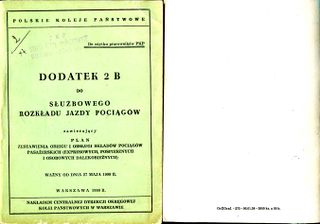 POLSKIE KOLEJE PAŃSTWOWE
Do użytku pracowników PKP
DODATEK 2 B
DO
SŁUŻBOWEGO
ROZKŁADU JAZDY POCIĄGÓW
zawierający
PLAN
ZESTAWIENIA, OBIEGU I OBSŁUGI SKŁADÓW POCIĄGÓW
PASAŻERSKICH (EKSPRESOWYCH, POSPIESZNYCH
I OSOBOWYCH DALEKOBIEŻNYCH)
WAŻNY OD DNIA 27 MAJA
WARSZAWA
NAKŁADEM CENTRALNEJ DYREKCJI OKRĘGOWEJ
KOLEI PAŃSTWOWYCH W WARSZAWIE